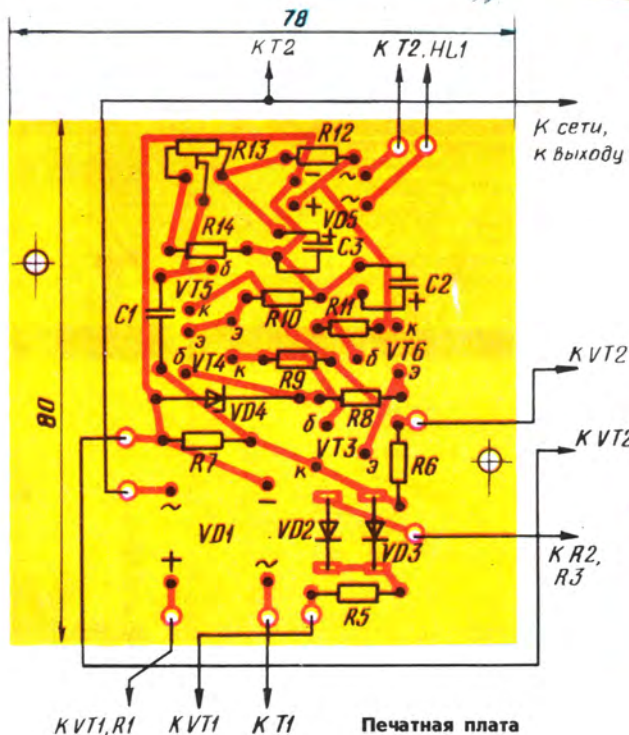 78
К Т2
К Т2, HL1
К сети,
к выходу
R13
R12
−
~
+
~
VD5
R14
+
C3
б
C2
+
VT5
C1
к
R10
R11
к
э
э
б
VT6
б
VT4
к
R9
э
К VT2
80
VD4
R8
б
К VT2
R7
VT3
э
R6
к
~
−
VD1
VD2
VD3
К R2,
R3
+
~
R5
К VT1, R1
К VT1
К Т1
Печатная плата